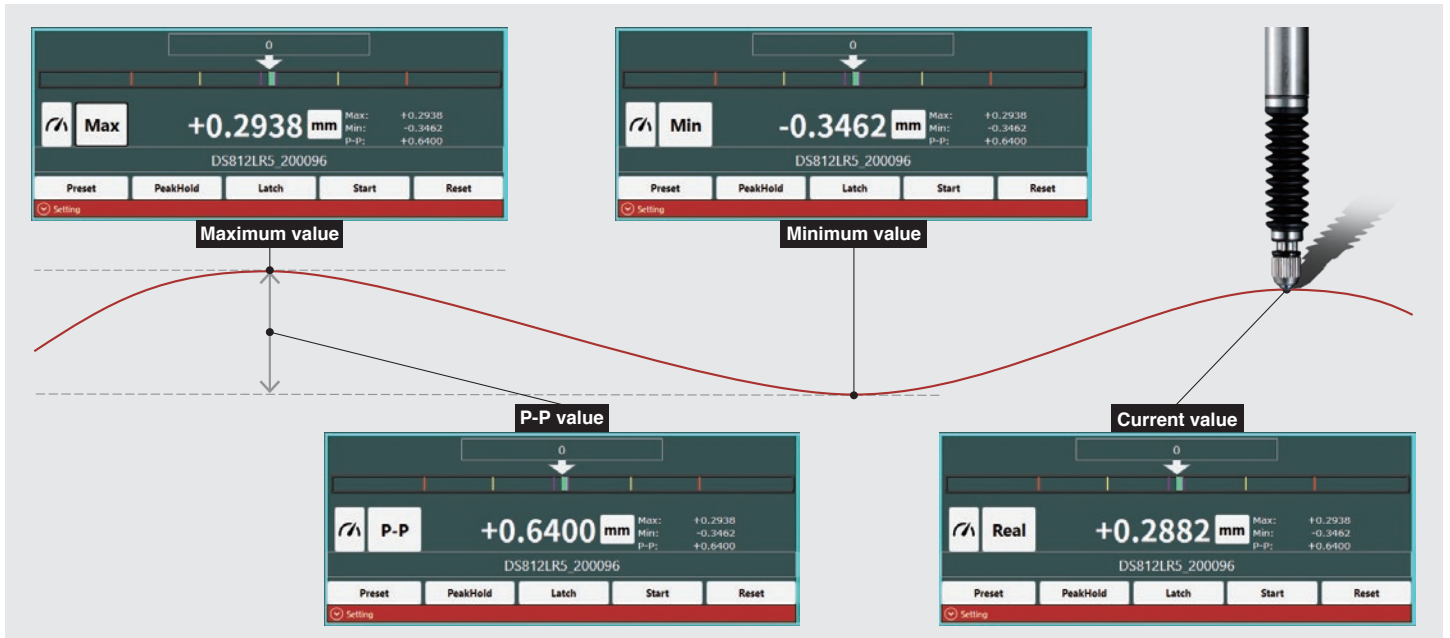 0
Max
+0.2938 mm
Max: +0.2938
Min: -0.3462
P-P: +0.6400
DS812LR5_200096
Preset PeakHold Latch Start Reset
Setting
Maximum value
0
Min
-0.3462 mm
Max: +0.2938
Min: -0.3462
P-P: +0.6400
DS812LR5_200096
Preset PeakHold Latch Start Reset
Setting
Minimum value
P-P value
0
P-P
+0.6400 mm
Max: +0.2938
Min: -0.3462
P-P: +0.6400
DS812LR5_200096
Preset PeakHold Latch Start Reset
Setting
Current value
0
Real
+0.2882 mm
Max: +0.2938
Min: -0.3462
P-P: +0.6400
DS812LR5_200096
Preset PeakHold Latch Start Reset
Setting